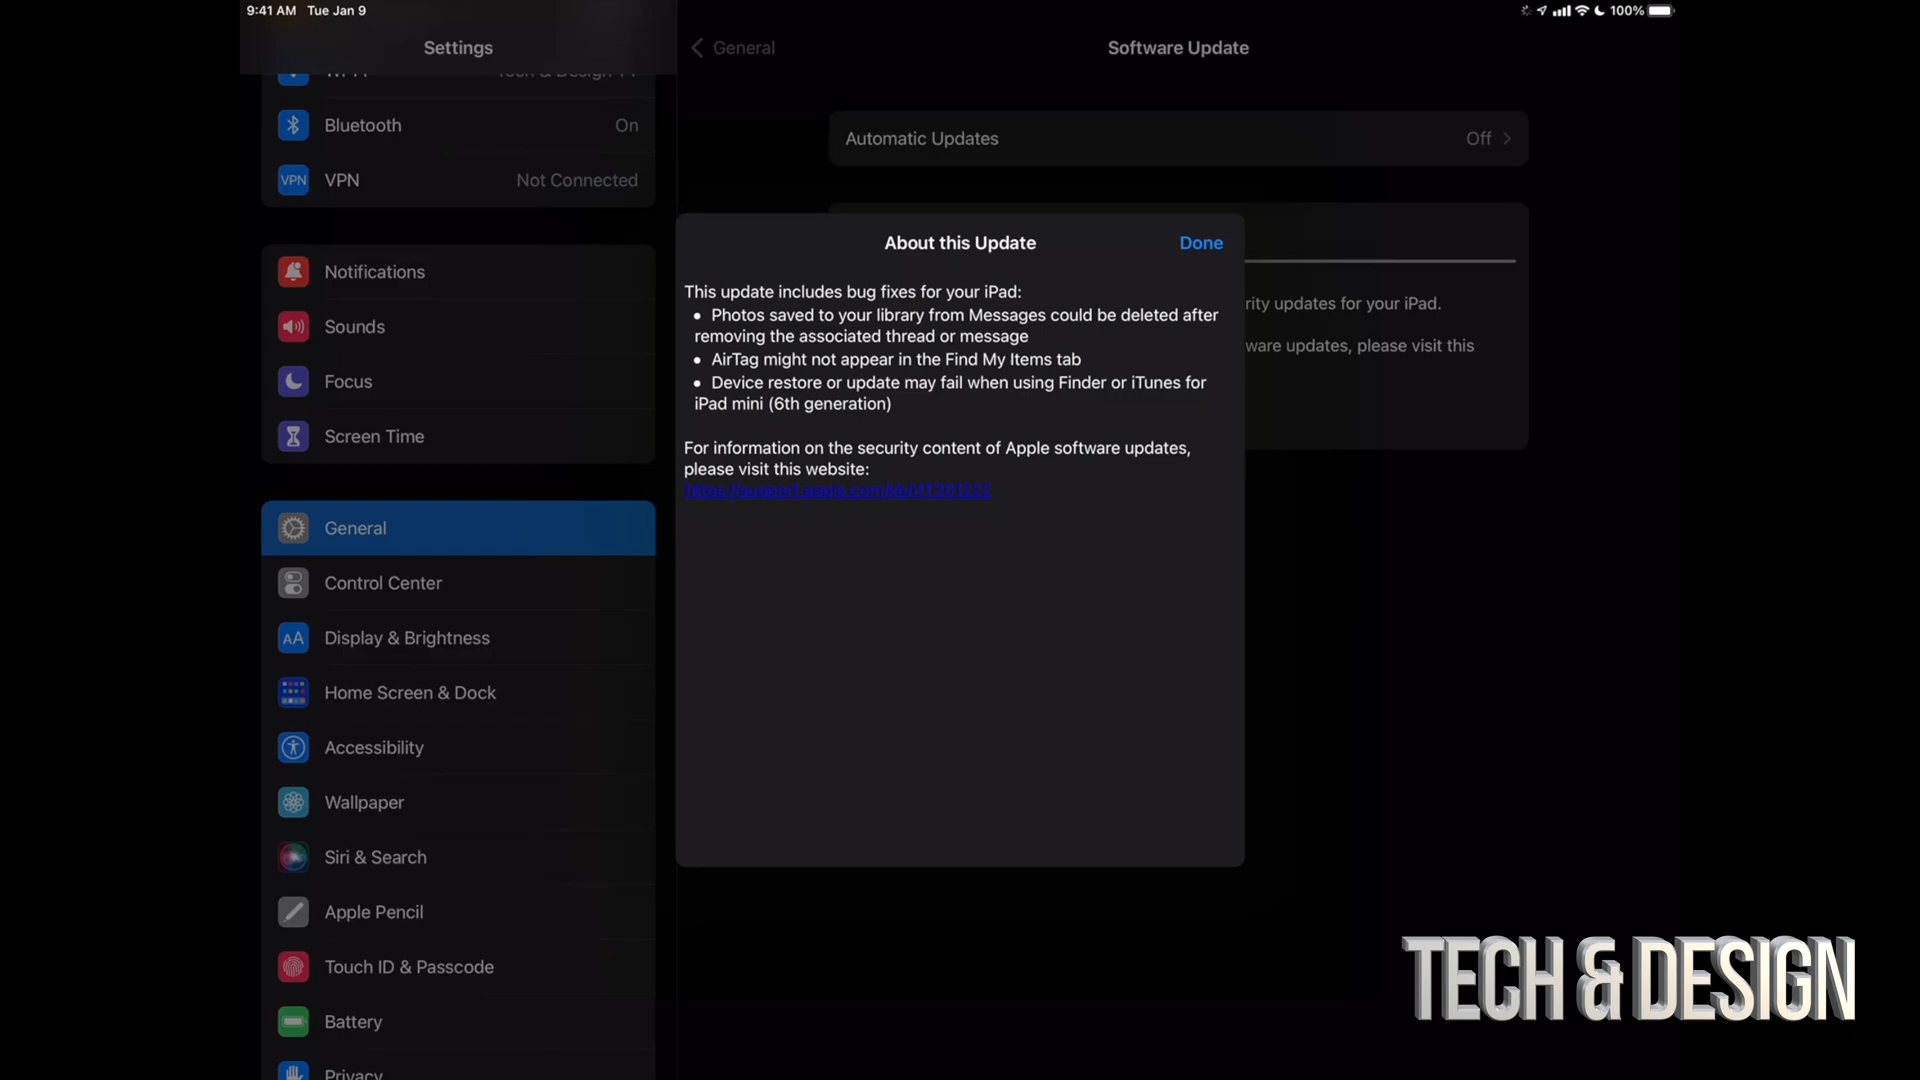 9:41 AM Tue Jan 9
100%
Settings
General
Software Update
Bluetooth
On
VPN
VPN
Not Connected
Notifications
Sounds
Focus
Screen Time
General
Control Center
AA
Display & Brightness
Home Screen & Dock
Accessibility
Wallpaper
Siri & Search
Apple Pencil
Touch ID & Passcode
Battery
Privacy
Automatic Updates
Off
rity updates for your iPad.
ware updates, please visit this
About this Update
Done
This update includes bug fixes for your iPad:
• Photos saved to your library from Messages could be deleted after
removing the associated thread or message
• AirTag might not appear in the Find My Items tab
• Device restore or update may fail when using Finder or iTunes for
iPad mini (6th generation)
For information on the security content of Apple software updates,
please visit this website:
https://support.apple.com/kb/HT201222
TECH & DESIGN